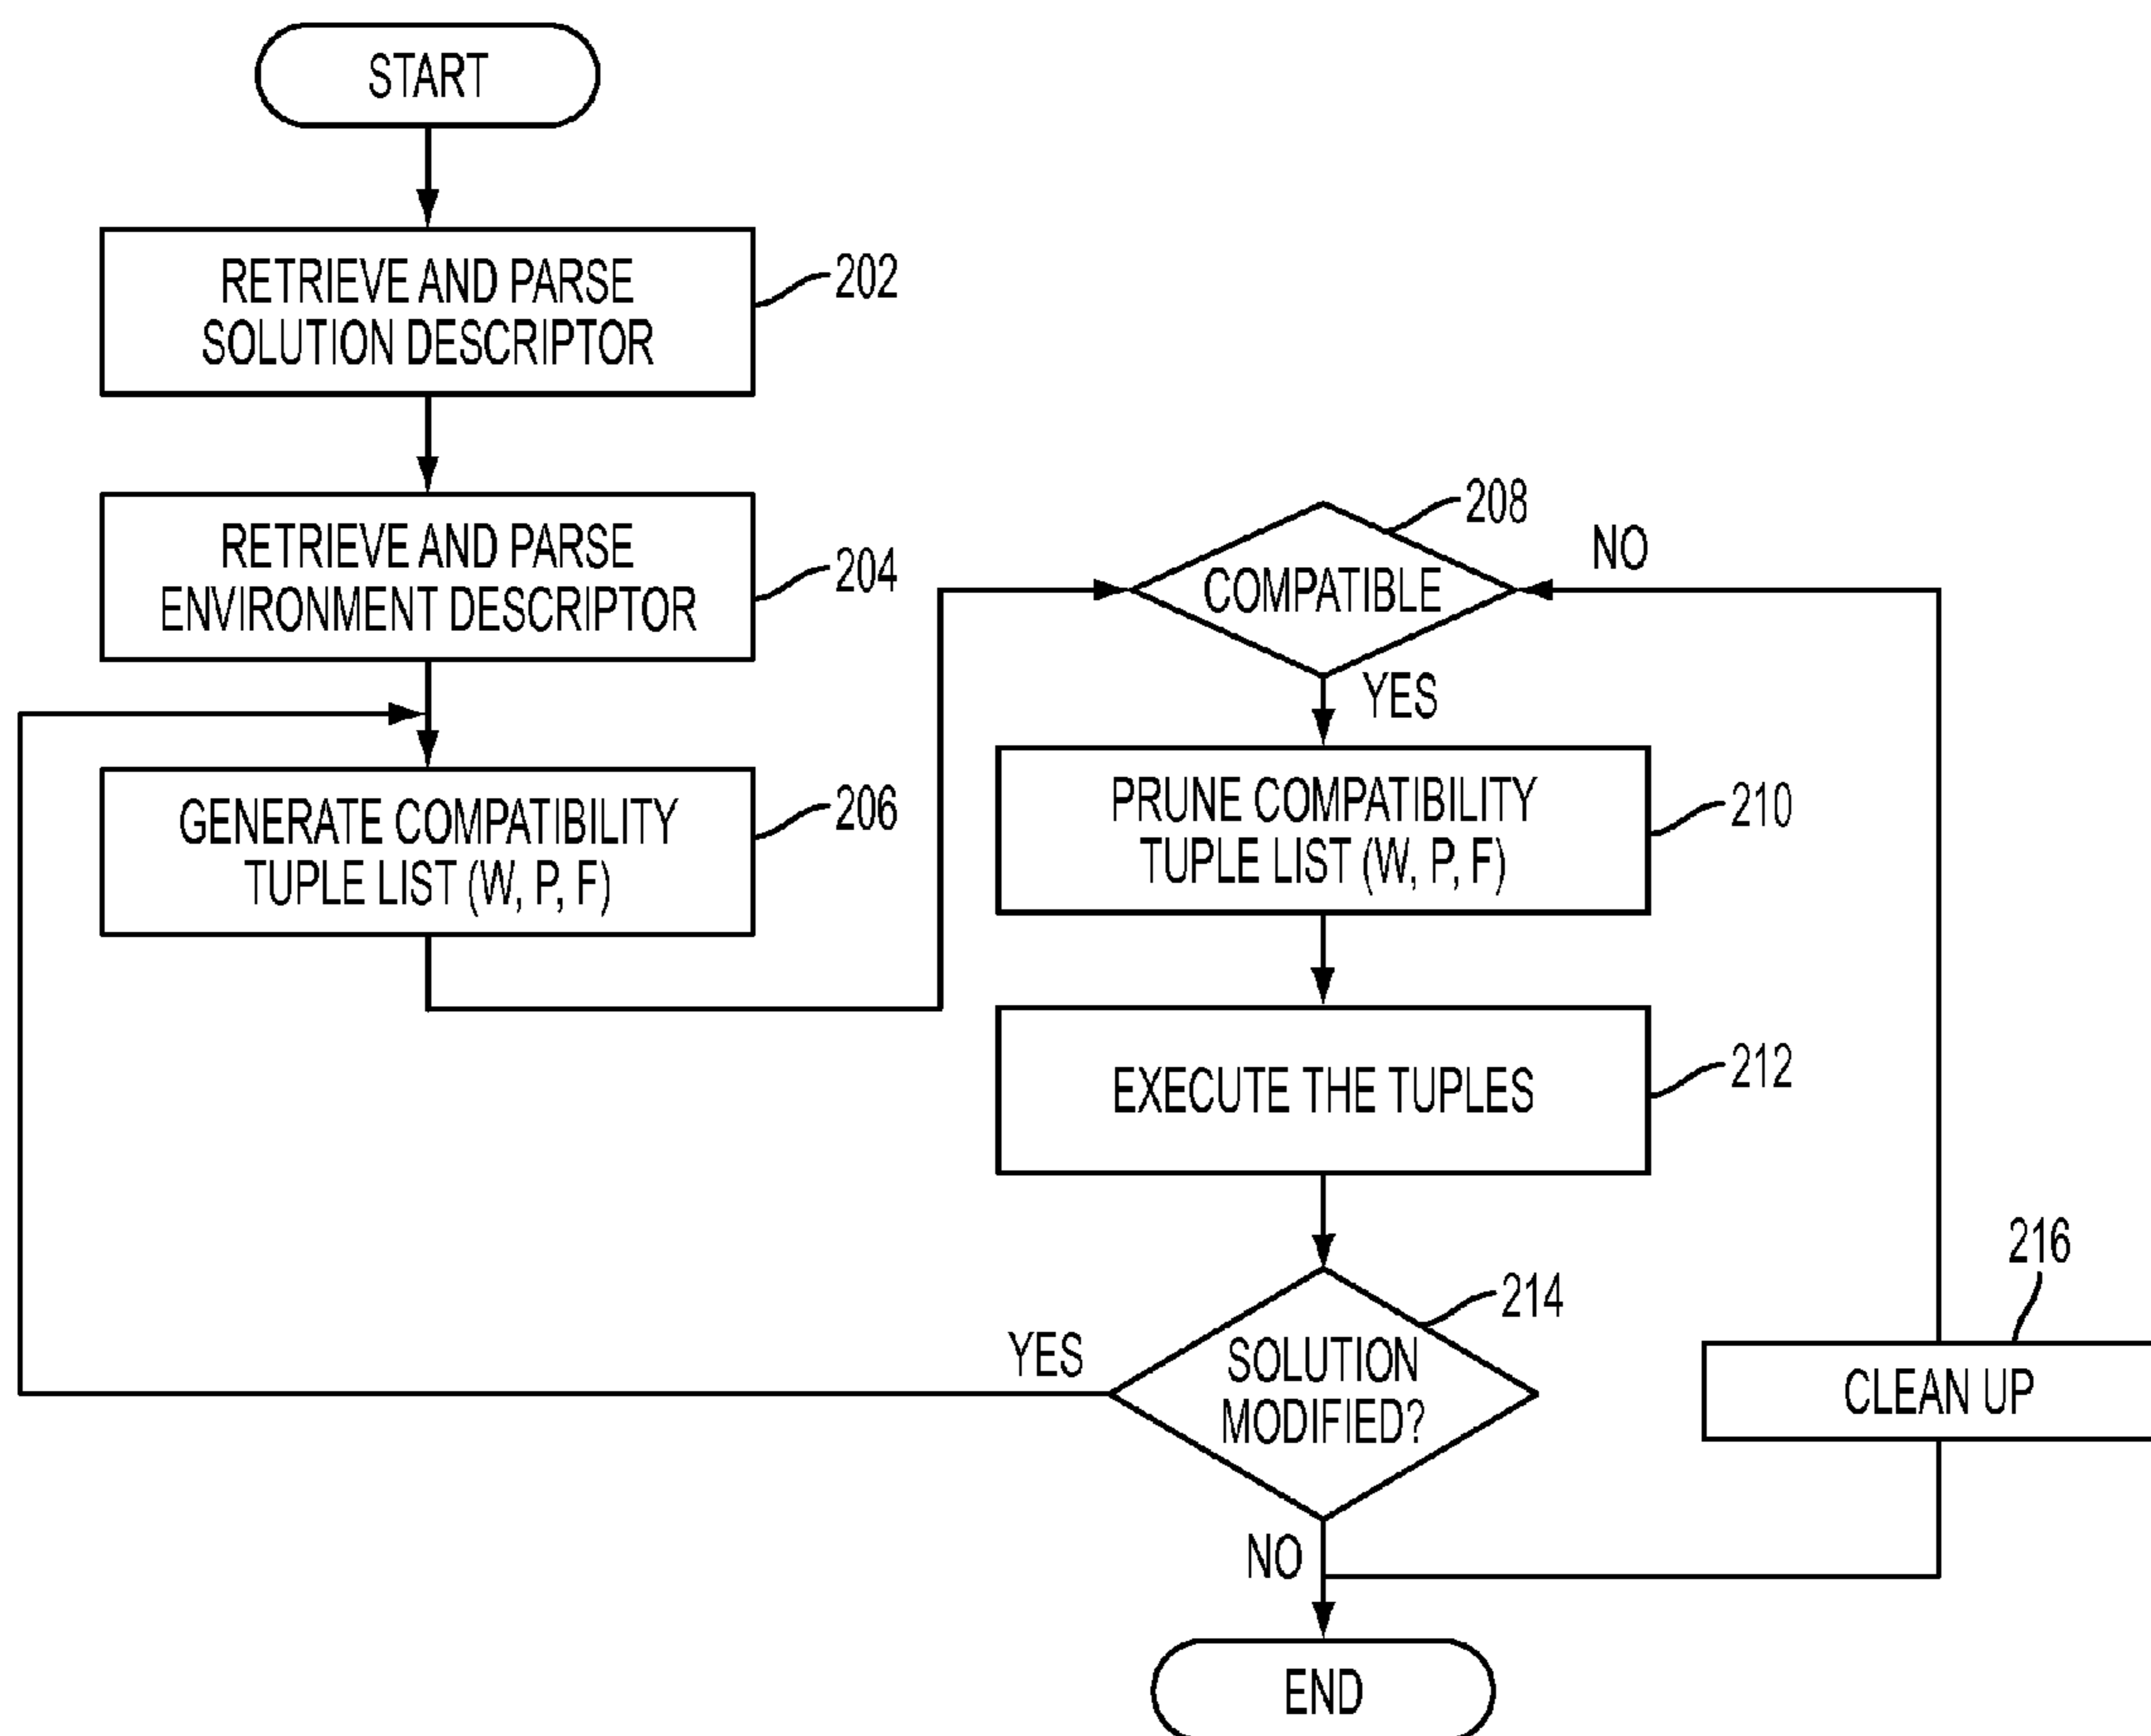 START
RETRIEVE AND PARSE
SOLUTION DESCRIPTOR
202
RETRIEVE AND PARSE
ENVIRONMENT DESCRIPTOR
204
GENERATE COMPATIBILITY
TUPLE LIST (W, P, F)
206
208
COMPATIBLE
NO
YES
PRUNE COMPATIBILITY
TUPLE LIST (W, P, F)
210
EXECUTE THE TUPLES
212
214
SOLUTION
MODIFIED?
YES
NO
216
CLEAN UP
END